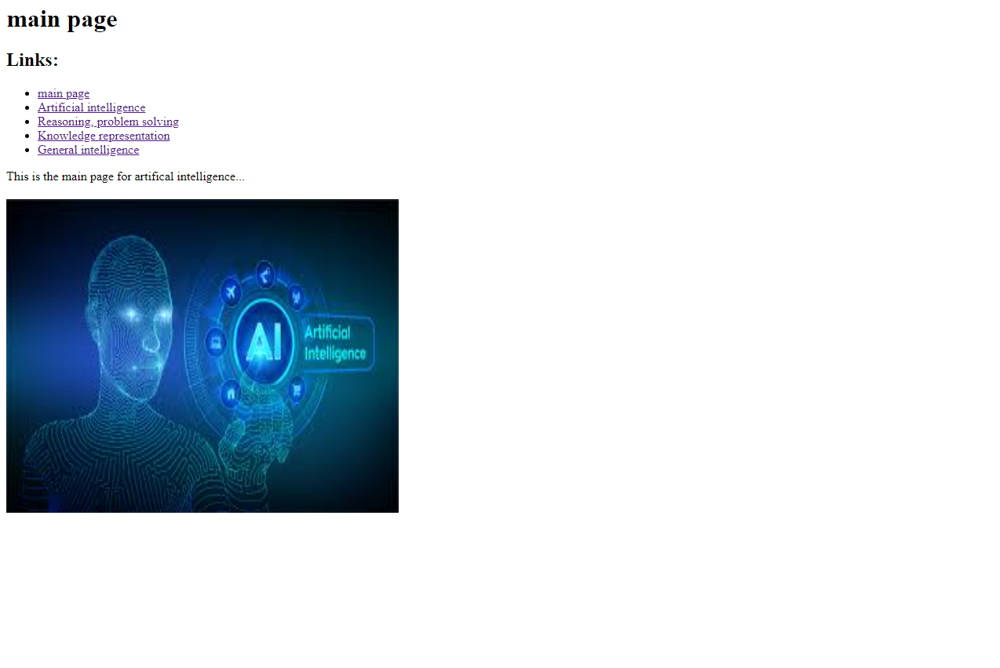 main page
Links:
main page
Artificial intelligence
Reasoning, problem solving
Knowledge representation
General intelligence
This is the main page for artifical intelligence...
AI
Artificial
Intelligence